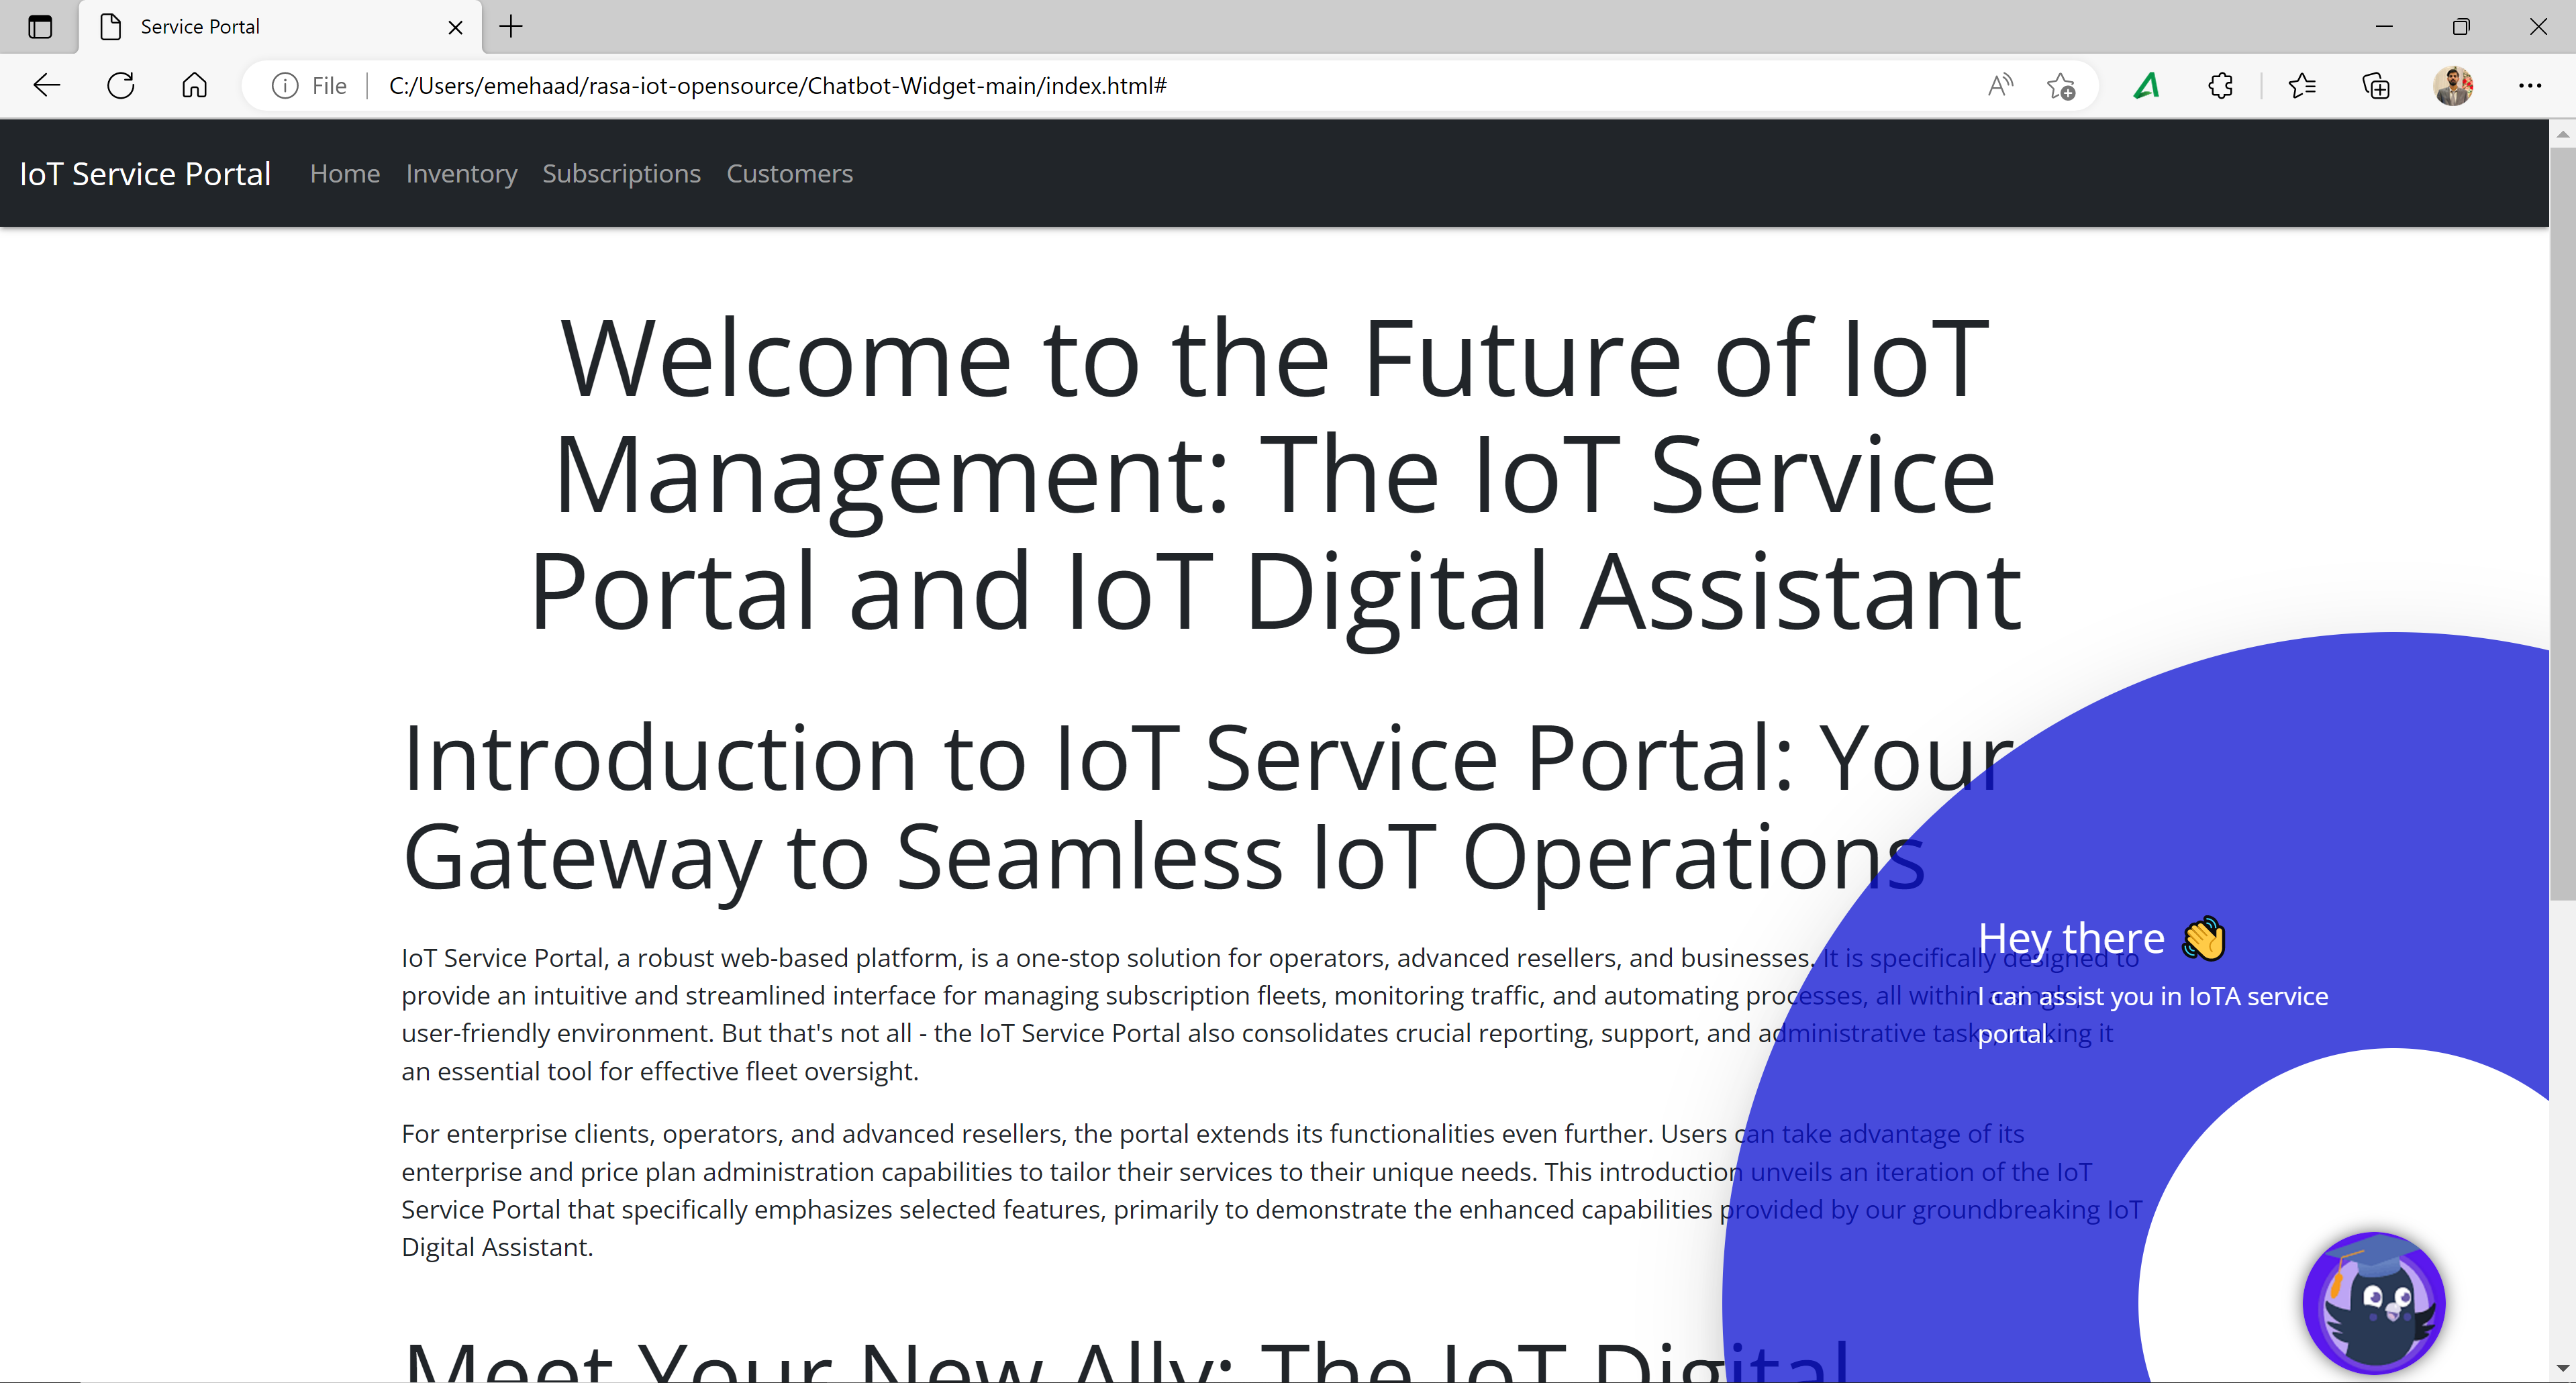 Service Portal
File
C:/Users/emehaad/rasa-iot-opensource/Chatbot-Widget-main/index.html#
IoT Service Portal
Home
Inventory
Subscriptions
Customers
Welcome to the Future of IoT
Management: The IoT Service
Portal and IoT Digital Assistant
Introduction to IoT Service Portal: Your
Gateway to Seamless IoT Operations
IoT Service Portal, a robust web-based platform, is a one-stop solution for operators, advanced resellers, and businesses. It is specifically designed to
provide an intuitive and streamlined interface for managing subscription fleets, monitoring traffic, and automating processes, all within a single,
user-friendly environment. But that's not all - the IoT Service Portal also consolidates crucial reporting, support, and administrative tasks, making it
an essential tool for effective fleet oversight.
For enterprise clients, operators, and advanced resellers, the portal extends its functionalities even further. Users can take advantage of its
enterprise and price plan administration capabilities to tailor their services to their unique needs. This introduction unveils an iteration of the IoT
Service Portal that specifically emphasizes selected features, primarily to demonstrate the enhanced capabilities provided by our groundbreaking IoT
Digital Assistant.
Meet Your New Ally: The IoT Digital
Hey there 👋
I can assist you in IoTA service
portal.